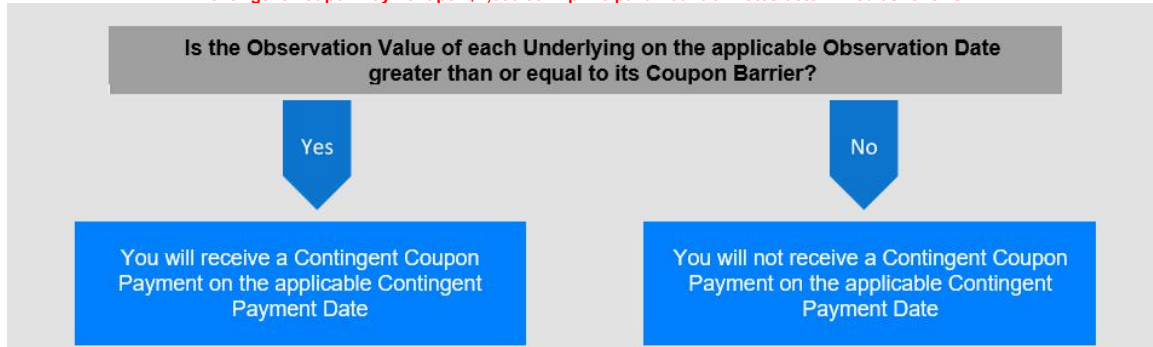 Is the Observation Value of each Underlying on the applicable Observation Date
greater than or equal to its Coupon Barrier?
Yes
No
You will receive a Contingent Coupon
Payment on the applicable Contingent
Payment Date
You will not receive a Contingent Coupon
Payment on the applicable Contingent
Payment Date